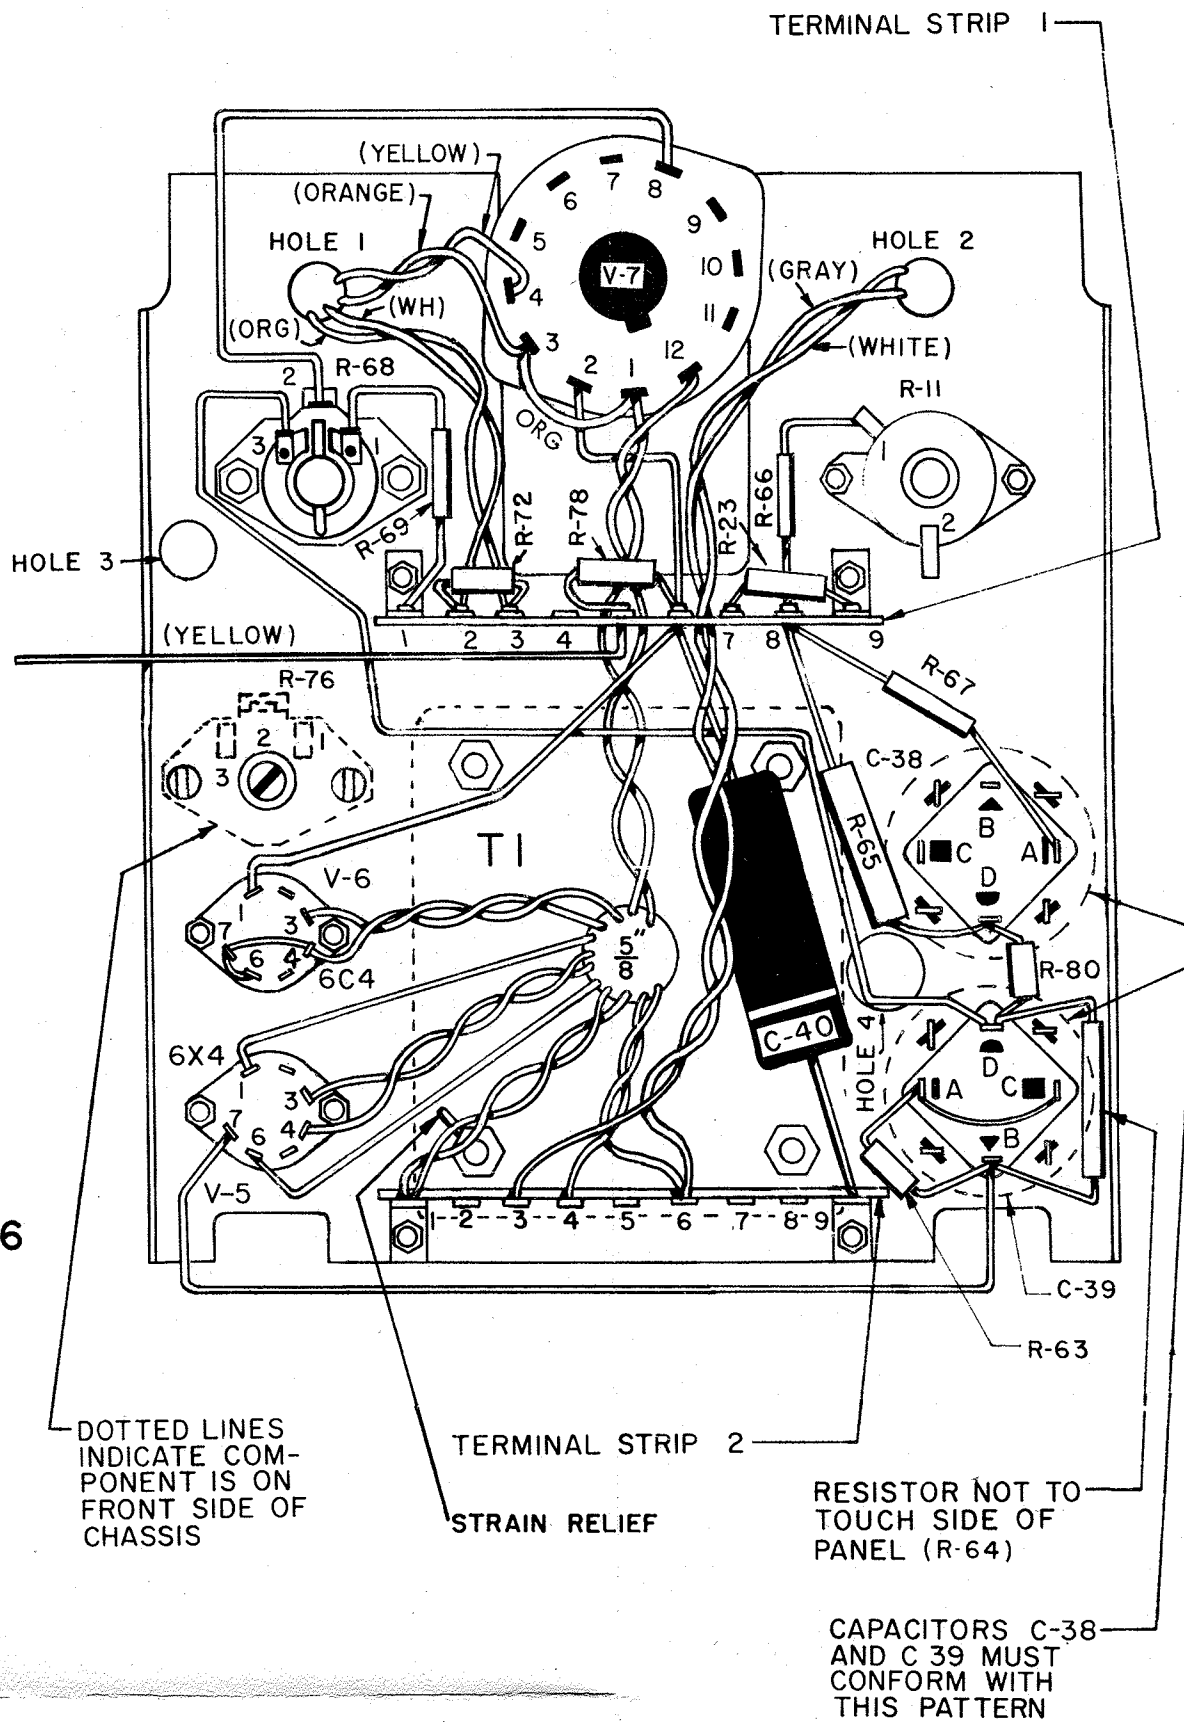 TERMINAL STRIP 1
(YELLOW)
(ORANGE)
HOLE 1
HOLE 2
(WH)
(ORG)
(GRAY)
(WHITE)
V-7
1
2
3
4
5
6
7
8
9
10
11
12
ORG
R-68
2
3
1
R-11
1
2
R-69
R-72
R-78
R-23
R-66
HOLE 3
(YELLOW)
1 2 3 4 7 8 9
R-76
2
1
3
R-67
C-38
B
C A
D
R-65
T1
V-6
3
7
6 4
6C4
5"
8
R-80
C-40
HOLE 4
D
A C
B
6X4
3
7
4
6
V-5
1 2 3 4 5 6 7 8 9
6
C-39
R-63
DOTTED LINES
INDICATE COM-
PONENT IS ON
FRONT SIDE OF
CHASSIS
TERMINAL STRIP 2
STRAIN RELIEF
RESISTOR NOT TO
TOUCH SIDE OF
PANEL (R-64)
CAPACITORS C-38
AND C 39 MUST
CONFORM WITH
THIS PATTERN